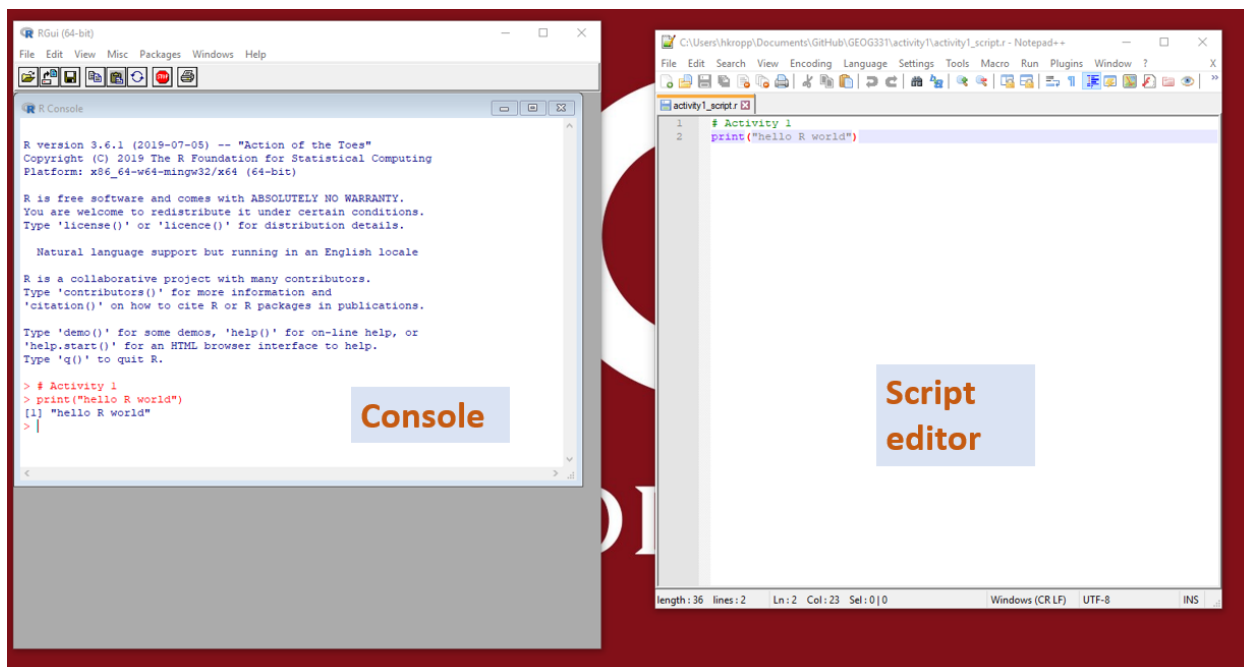 RGui (64-bit)
File Edit View Misc Packages Windows Help
STOP
R Console
R version 3.6.1 (2019-07-05) -- "Action of the Toes"
Copyright (C) 2019 The R Foundation for Statistical Computing
Platform: x86_64-w64-mingw32/x64 (64-bit)
R is free software and comes with ABSOLUTELY NO WARRANTY.
You are welcome to redistribute it under certain conditions.
Type 'license()' or 'licence()' for distribution details.
Natural language support but running in an English locale
R is a collaborative project with many contributors.
Type 'contributors()' for more information and
'citation()' on how to cite R or R packages in publications.
Type 'demo()' for some demos, 'help()' for on-line help, or
'help.start()' for an HTML browser interface to help.
Type 'q()' to quit R.
> # Activity 1
> print("hello R world")
[1] "hello R world"
>
Console
C:\Users\hkropp\Documents\GitHub\GEOG331\activity1\activity1_script.r - Notepad++
File Edit Search View Encoding Language Settings Tools Macro Run Plugins Window ? X
activity1_script.r
1 # Activity 1
2 print("hello R world")
Script
editor
length : 36 lines : 2 Ln : 2 Col : 23 Sel : 0 | 0 Windows (CR LF) UTF-8 INS